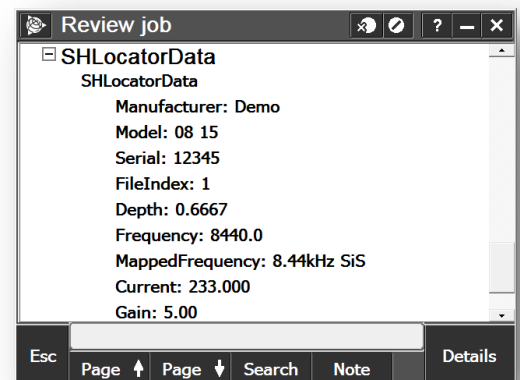 Review job
?
SHLocatorData
SHLocatorData
Manufacturer: Demo
Model: 08 15
Serial: 12345
FileIndex: 1
Depth: 0.6667
Frequency: 8440.0
MappedFrequency: 8.44kHz SiS
Current: 233.000
Gain: 5.00
Esc
Page
Page
Search
Note
Details